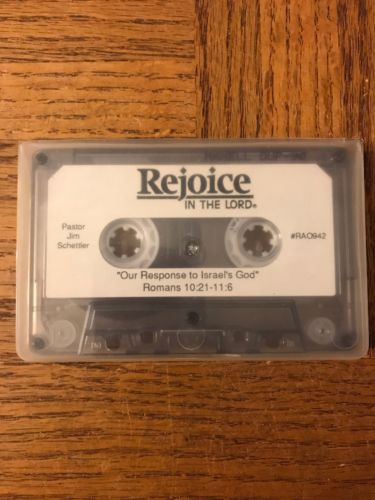 Rejoice
IN THE LORD®
Pastor
Jim
Schettler
#RAO942
"Our Response to Israel's God"
Romans 10:21-11:6